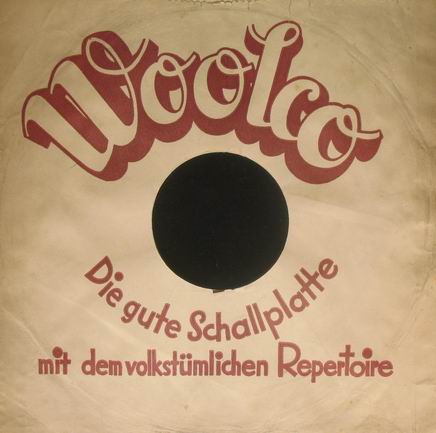 Woolco
Die gute Schallplatte
mit dem volkstümlichen Repertoire